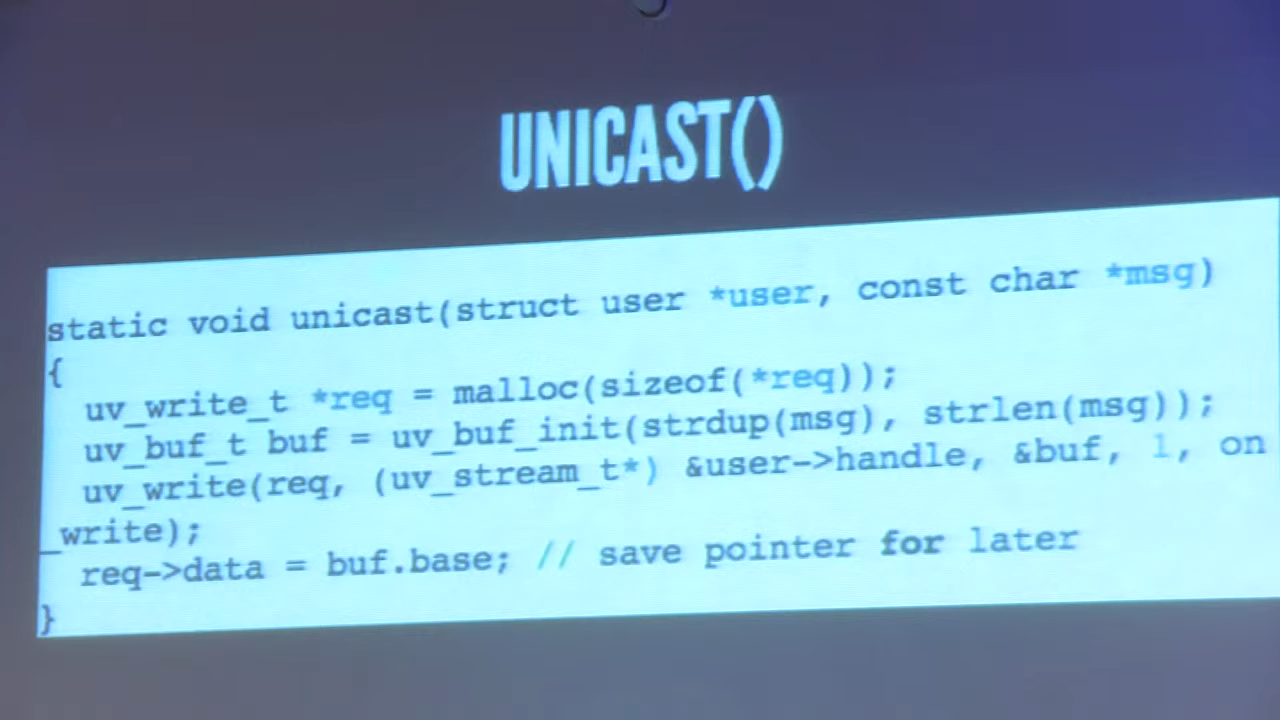 UNICAST()
static void unicast(struct user *user, const char *msg)
{
  uv_write_t *req = malloc(sizeof(*req));
  uv_buf_t buf = uv_buf_init(strdup(msg), strlen(msg));
  uv_write(req, (uv_stream_t*) &user->handle, &buf, 1, on
_write);
  req->data = buf.base; // save pointer for later
}